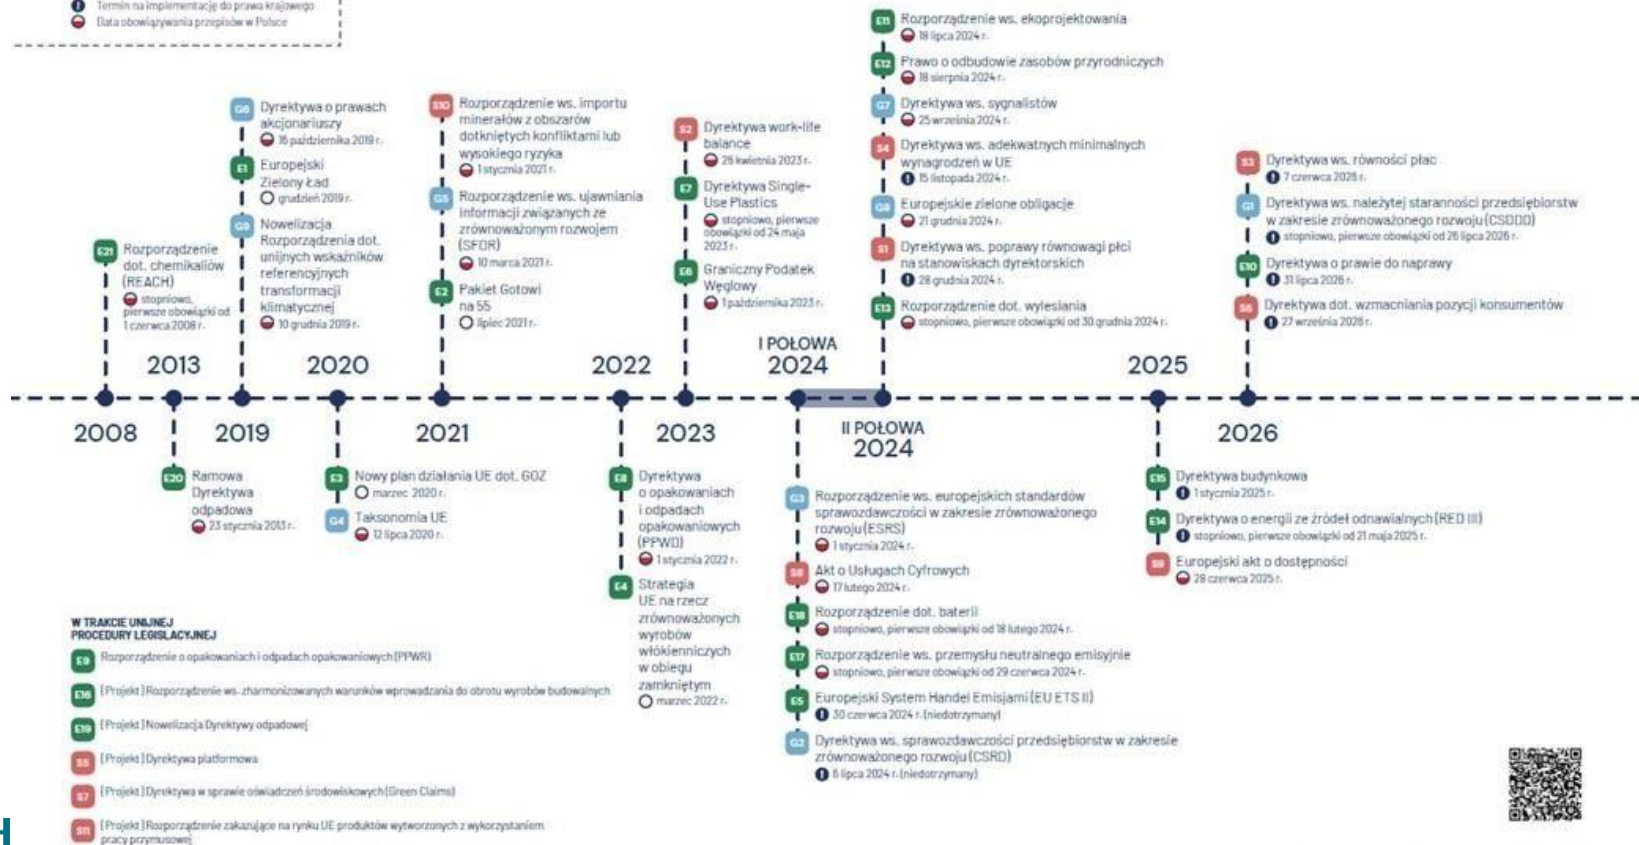 Termin na implementację do prawa krajowego
Data obowiązywania przepisów w Polsce
E21 Rozporządzenie
dot. chemikaliów
(REACH)
stopniowo,
pierwsze obowiązki od
1 czerwca 2008 r.
G6 Dyrektywa o prawach
akcjonariuszy
16 października 2019 r.
E1 Europejski
Zielony Ład
grudzień 2019 r.
G9 Nowelizacja
Rozporządzenia dot.
unijnych wskaźników
referencyjnych
transformacji
klimatycznej
10 grudnia 2019 r.
S10 Rozporządzenie ws. importu
minerałów z obszarów
dotkniętych konfliktami lub
wysokiego ryzyka
1 stycznia 2021 r.
G5 Rozporządzenie ws. ujawniania
informacji związanych ze
zrównoważonym rozwojem
(SFDR)
10 marca 2021 r.
E2 Pakiet Gotowi
na 55
lipiec 2021 r.
S2 Dyrektywa work-life
balance
26 kwietnia 2023 r.
E7 Dyrektywa Single-
Use Plastics
stopniowo, pierwsze
obowiązki od 24 maja
2023 r.
E6 Graniczny Podatek
Węglowy
1 października 2023 r.
E11 Rozporządzenie ws. ekoprojektowania
18 lipca 2024 r.
E12 Prawo o odbudowie zasobów przyrodniczych
18 sierpnia 2024 r.
G7 Dyrektywa ws. sygnalistów
25 września 2024 r.
S4 Dyrektywa ws. adekwatnych minimalnych
wynagrodzeń w UE
15 listopada 2024 r.
G8 Europejskie zielone obligacje
21 grudnia 2024 r.
S1 Dyrektywa ws. poprawy równowagi płci
na stanowiskach dyrektorskich
28 grudnia 2024 r.
E13 Rozporządzenie dot. wylesiania
stopniowo, pierwsze obowiązki od 30 grudnia 2024 r.
S3 Dyrektywa ws. równości płac
7 czerwca 2026 r.
G1 Dyrektywa ws. należytej staranności przedsiębiorstw
w zakresie zrównoważonego rozwoju (CSDDD)
stopniowo, pierwsze obowiązki od 26 lipca 2026 r.
E10 Dyrektywa o prawie do naprawy
31 lipca 2026 r.
S6 Dyrektywa dot. wzmacniania pozycji konsumentów
27 września 2026 r.
2013
2020
2022
I POŁOWA
2024
2025
2008
2019
2021
2023
II POŁOWA
2024
2026
E20 Ramowa
Dyrektywa
odpadowa
23 stycznia 2013 r.
E3 Nowy plan działania UE dot. GOZ
marzec 2020 r.
G4 Taksonomia UE
12 lipca 2020 r.
E8 Dyrektywa
o opakowaniach
i odpadach
opakowaniowych
(PPWD)
1 stycznia 2022 r.
E4 Strategia
UE na rzecz
zrównoważonych
wyrobów
włókienniczych
w obiegu
zamkniętym
marzec 2022 r.
G3 Rozporządzenie ws. europejskich standardów
sprawozdawczości w zakresie zrównoważonego
rozwoju (ESRS)
1 stycznia 2024 r.
S8 Akt o Usługach Cyfrowych
17 lutego 2024 r.
E18 Rozporządzenie dot. baterii
stopniowo, pierwsze obowiązki od 18 lutego 2024 r.
E17 Rozporządzenie ws. przemysłu neutralnego emisyjnie
stopniowo, pierwsze obowiązki od 29 czerwca 2024 r.
E5 Europejski System Handel Emisjami (EU ETS II)
30 czerwca 2024 r. (niedotrzymany)
G2 Dyrektywa ws. sprawozdawczości przedsiębiorstw w zakresie
zrównoważonego rozwoju (CSRD)
6 lipca 2024 r. (niedotrzymany)
E15 Dyrektywa budynkowa
1 stycznia 2025 r.
E14 Dyrektywa o energii ze źródeł odnawialnych (RED III)
stopniowo, pierwsze obowiązki od 21 maja 2025 r.
S9 Europejski akt o dostępności
28 czerwca 2025 r.
W TRAKCIE UNIJNEJ
PROCEDURY LEGISLACYJNEJ
E9 Rozporządzenie o opakowaniach i odpadach opakowaniowych (PPWR)
E16 [Projekt] Rozporządzenie ws. zharmonizowanych warunków wprowadzania do obrotu wyrobów budowalnych
E19 [Projekt] Nowelizacja Dyrektywy odpadowej
S5 [Projekt] Dyrektywa platformowa
S7 [Projekt] Dyrektywa w sprawie oświadczeń środowiskowych (Green Claims)
S11 [Projekt] Rozporządzenie zakazujące na rynku UE produktów wytworzonych z wykorzystaniem
pracy przymusowej